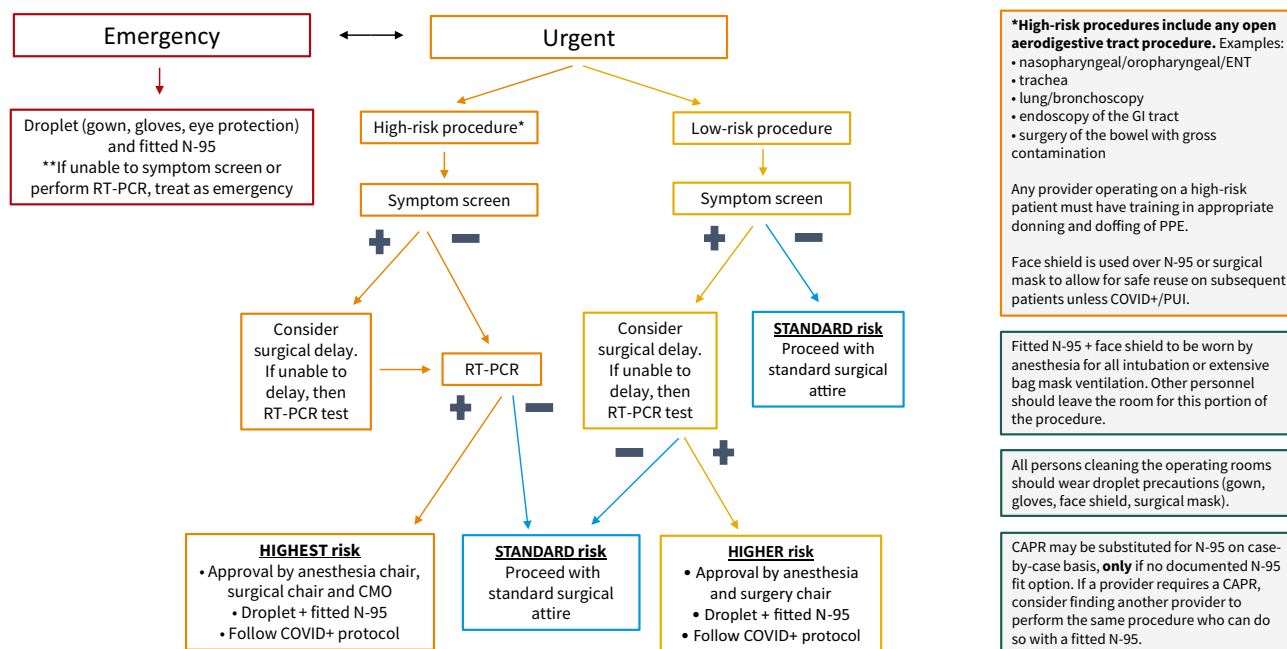 Emergency
Urgent
Droplet (gown, gloves, eye protection)
and fitted N-95
**If unable to symptom screen or
perform RT-PCR, treat as emergency
High-risk procedure*
Low-risk procedure
Symptom screen
Symptom screen
+
–
+
–
Consider
surgical delay.
If unable to
delay, then
RT-PCR test
RT-PCR
Consider
surgical delay.
If unable to
delay, then
RT-PCR test
STANDARD risk
Proceed with
standard surgical
attire
+
–
–
+
HIGHEST risk
• Approval by anesthesia chair,
surgical chair and CMO
• Droplet + fitted N-95
• Follow COVID+ protocol
STANDARD risk
Proceed with
standard surgical
attire
HIGHER risk
• Approval by anesthesia
and surgery chair
• Droplet + fitted N-95
• Follow COVID+ protocol
*High-risk procedures include any open
aerodigestive tract procedure. Examples:
• nasopharyngeal/oropharyngeal/ENT
• trachea
• lung/bronchoscopy
• endoscopy of the GI tract
• surgery of the bowel with gross
contamination
Any provider operating on a high-risk
patient must have training in appropriate
donning and doffing of PPE.
Face shield is used over N-95 or surgical
mask to allow for safe reuse on subsequent
patients unless COVID+/PUI.
Fitted N-95 + face shield to be worn by
anesthesia for all intubation or extensive
bag mask ventilation. Other personnel
should leave the room for this portion of
the procedure.
All persons cleaning the operating rooms
should wear droplet precautions (gown,
gloves, face shield, surgical mask).
CAPR may be substituted for N-95 on case-
by-case basis, only if no documented N-95
fit option. If a provider requires a CAPR,
consider finding another provider to
perform the same procedure who can do
so with a fitted N-95.